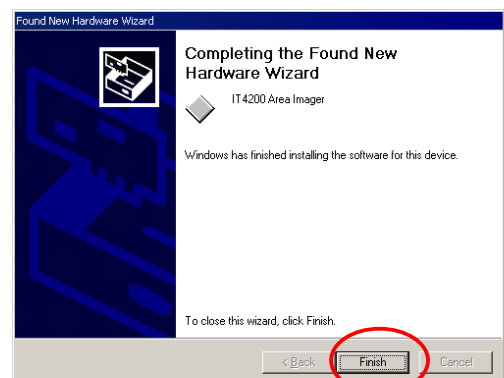 Found New Hardware Wizard
Completing the Found New
Hardware Wizard
IT4200 Area Imager
Windows has finished installing the software for this device.
To close this wizard, click Finish.
< Back
Finish
Cancel